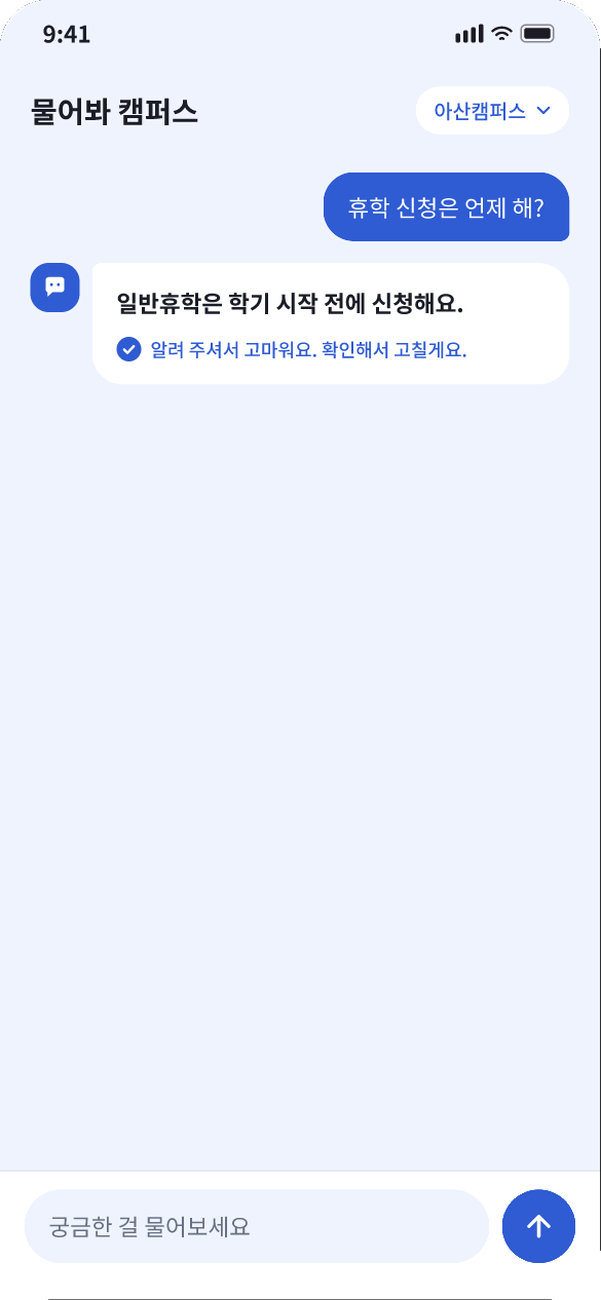 9:41
물어봐 캠퍼스
아산캠퍼스
휴학 신청은 언제 해?
일반휴학은 학기 시작 전에 신청해요.
알려 주셔서 고마워요. 확인해서 고칠게요.
궁금한 걸 물어보세요